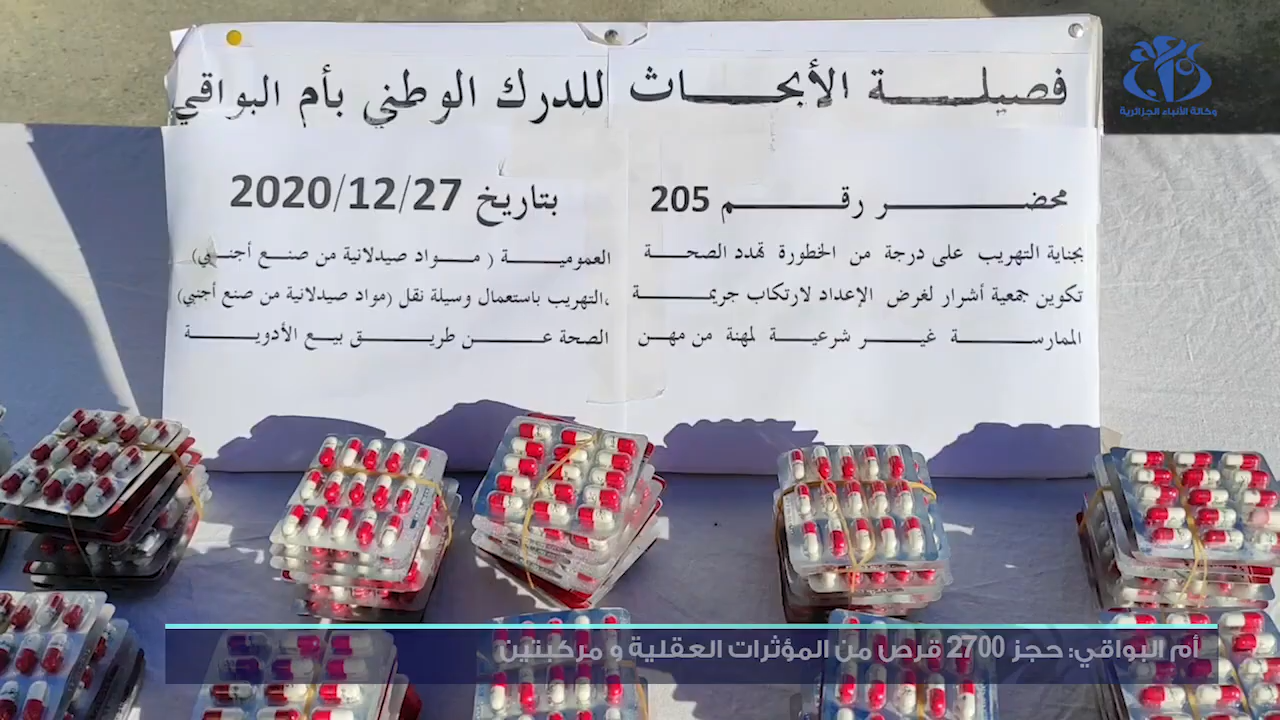 فصيلة الأبحاث للدرك الوطني بأم البواقي
محضر رقم 205 بتاريخ 2020/12/27
بجناية التهريب على درجة من الخطورة تهدد الصحة العمومية ( مواد صيدلانية من صنع أجنبي)
تكوين جمعية أشرار لغرض الإعداد لارتكاب جريمة ،التهريب باستعمال وسيلة نقل (مواد صيدلانية من صنع أجنبي)
الممارسة غير شرعية لمهنة من مهن الصحة عن طريق بيع الأدوية
وكالة الأنباء الجزائرية
أم البواقي: حجز 2700 قرص من المؤثرات العقلية و مركبتين